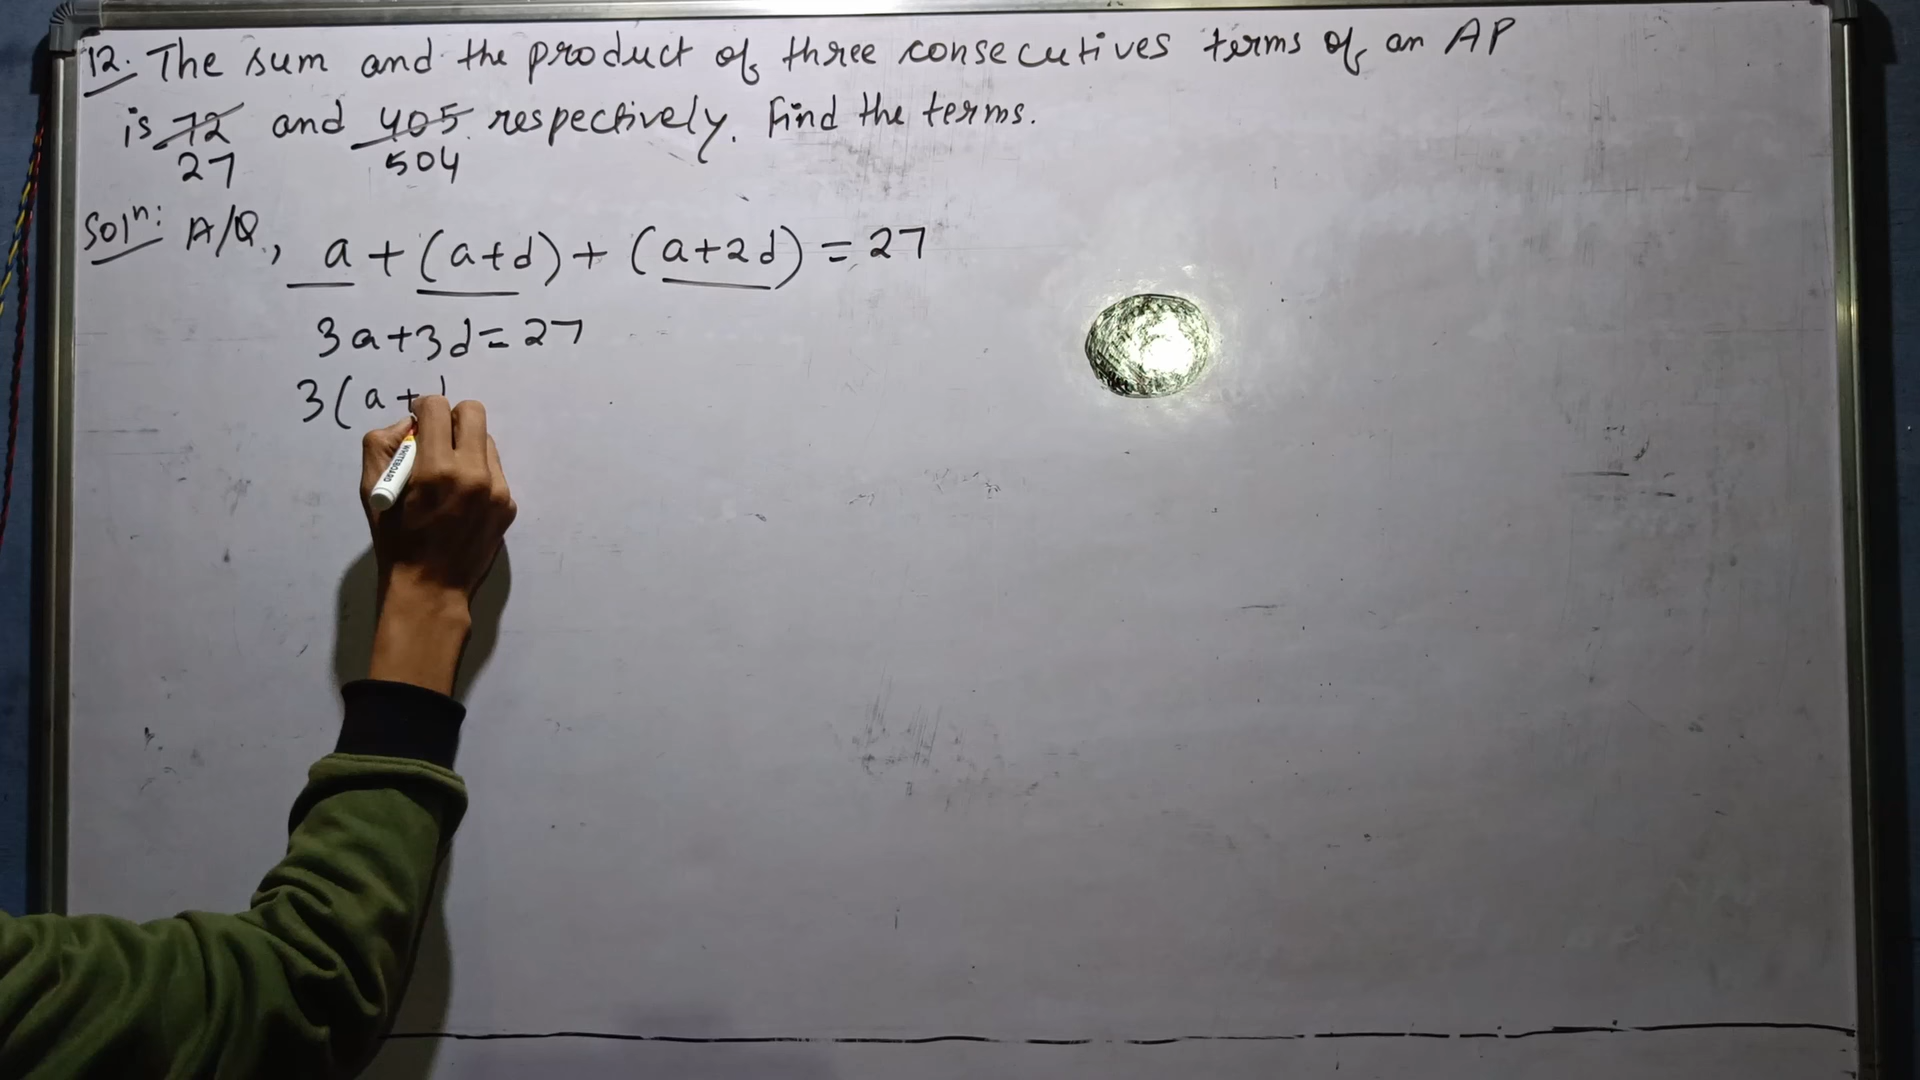 12. The sum and the product of three consecutives terms of an AP
is 72 and 405 respectively. Find the terms.
27 504
Solⁿ: A/Q, a + (a+d) + (a+2d) = 27
3a+3d=27
3(a+
WHITEBOARD